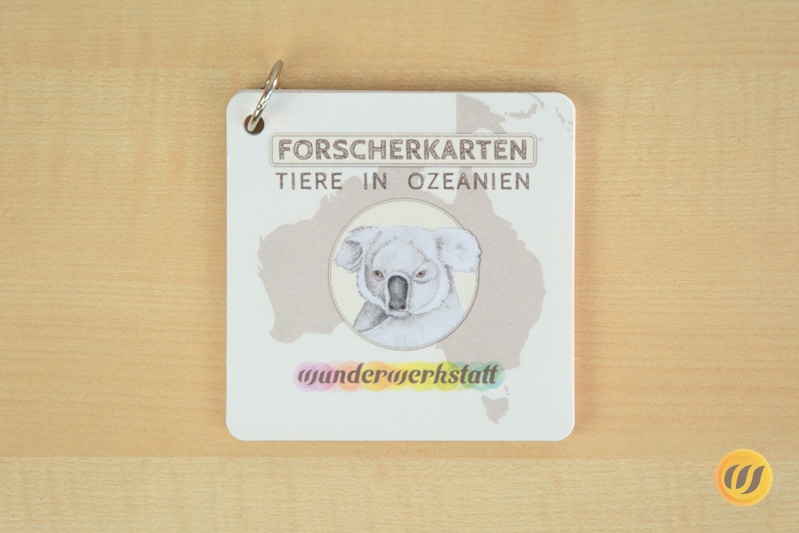 FORSCHERKARTEN
TIERE IN OZEANIEN
wunderwerkstatt